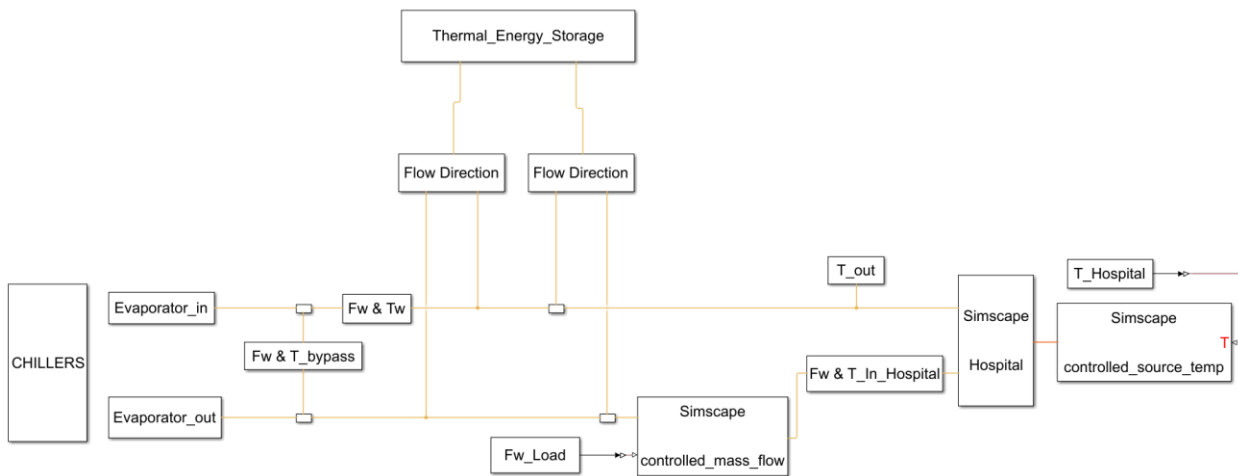 Thermal_Energy_Storage
Flow Direction
Flow Direction
T_out
T_Hospital
CHILLERS
Evaporator_in
Fw & Tw
Simscape
Hospital
Simscape
T
controlled_source_temp
Fw & T_bypass
Fw & T_In_Hospital
Evaporator_out
Simscape
controlled_mass_flow
Fw_Load